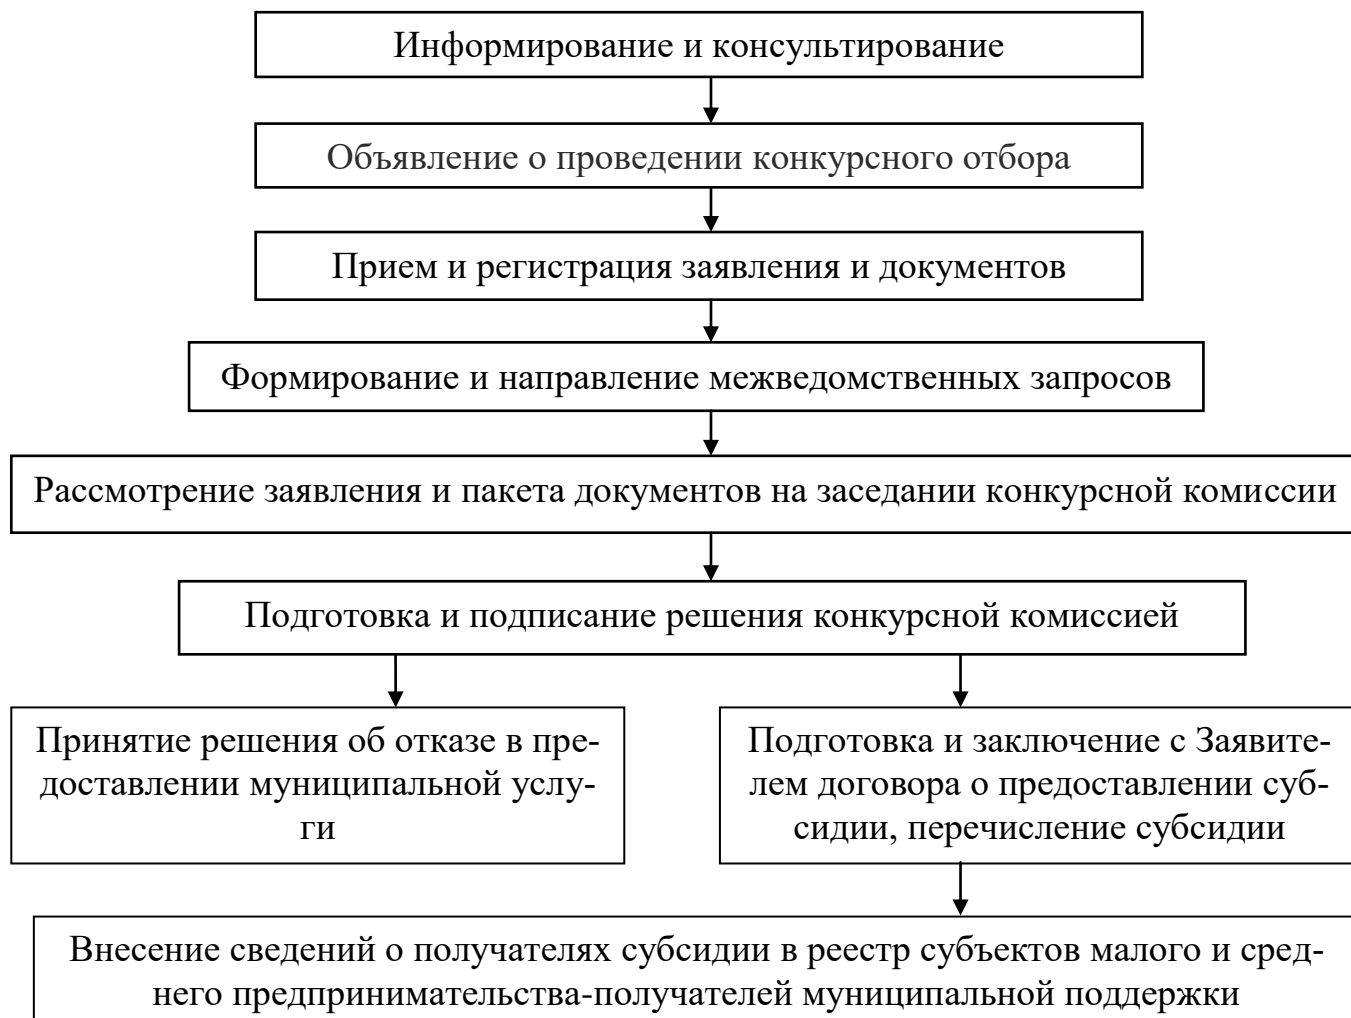 Информирование и консультирование
Объявление о проведении конкурсного отбора
Прием и регистрация заявления и документов
Формирование и направление межведомственных запросов
Рассмотрение заявления и пакета документов на заседании конкурсной комиссии
Подготовка и подписание решения конкурсной комиссией
Принятие решения об отказе в пре-
доставлении муниципальной услу-
ги
Подготовка и заключение с Заявите-
лем договора о предоставлении суб-
сидии, перечисление субсидии
Внесение сведений о получателях субсидии в реестр субъектов малого и сред-
него предпринимательства-получателей муниципальной поддержки